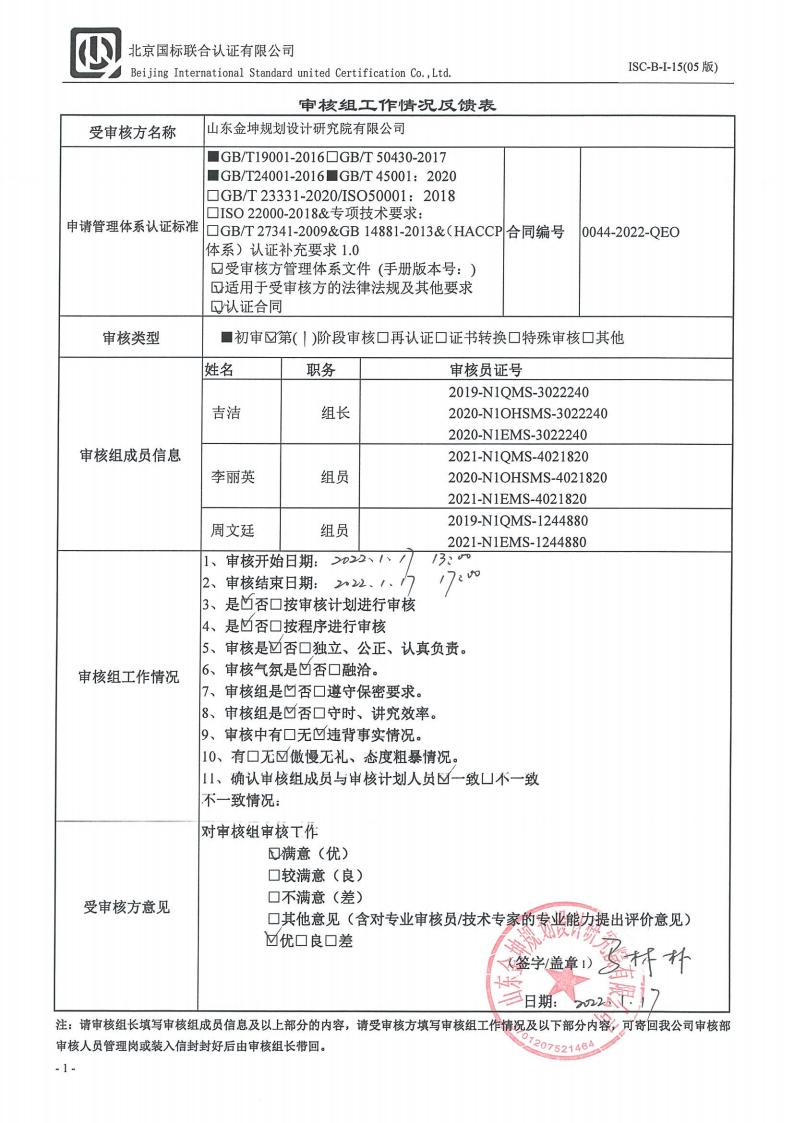 北京国标联合认证有限公司
Beijing International Standard united Certification Co.,Ltd.
ISC-B-I-15(05 版)
审核组工作情况反馈表
受审核方名称
山东金坤规划设计研究院有限公司
申请管理体系认证标准
■GB/T19001-2016□GB/T 50430-2017
■GB/T24001-2016■GB/T 45001：2020
□GB/T 23331-2020/ISO50001：2018
□ISO 22000-2018&专项技术要求：
□GB/T 27341-2009&GB 14881-2013&（HACCP
体系）认证补充要求 1.0
☑受审核方管理体系文件（手册版本号：）
☑适用于受审核方的法律法规及其他要求
☑认证合同
合同编号
0044-2022-QEO
审核类型
■初审☑第(1)阶段审核□再认证□证书转换□特殊审核□其他
审核组成员信息
姓名 职务 审核员证号
吉洁 组长
2019-N1QMS-3022240
2020-N1OHSMS-3022240
2020-N1EMS-3022240
李丽英 组员
2021-N1QMS-4021820
2020-N1OHSMS-4021820
2021-N1EMS-4021820
周文廷 组员
2019-N1QMS-1244880
2021-N1EMS-1244880
审核组工作情况
1、审核开始日期： 2022、1、17 13:00
2、审核结束日期： 2022.1.17 17:00
3、是☑否□按审核计划进行审核
4、是☑否□按程序进行审核
5、审核是☑否□独立、公正、认真负责。
6、审核气氛是☑否□融洽。
7、审核组是☑否□遵守保密要求。
8、审核组是☑否□守时、讲究效率。
9、审核中有□无☑违背事实情况。
10、有□无☑傲慢无礼、态度粗暴情况。
11、确认审核组成员与审核计划人员☑一致□不一致
不一致情况：
受审核方意见
对审核组审核工作
☑满意（优）
□较满意（良）
□不满意（差）
□其他意见（含对专业审核员/技术专家的专业能力提出评价意见）
☑优□良□差
（签字/盖章）
日期： 2022.1.17
山东金坤规划设计研究院有限公司
01207521464
注：请审核组长填写审核组成员信息及以上部分的内容，请受审核方填写审核组工作情况及以下部分内容，可寄回我公司审核部
审核人员管理岗或装入信封封好后由审核组长带回。
- 1 -